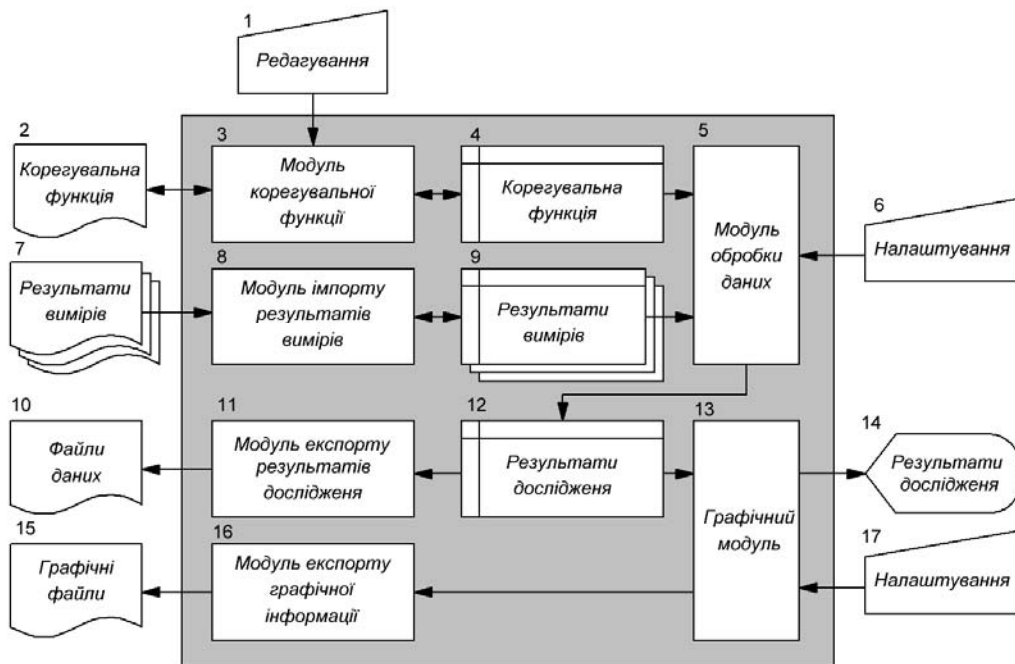 1
Редагування
2
Корегувальна
функція
3
Модуль
корегувальної
функції
4
Корегувальна
функція
5
Модуль
обробки
даних
6
Налаштування
7
Результати
вимірів
8
Модуль імпорту
результатів
вимірів
9
Результати
вимірів
10
Файли
даних
11
Модуль експорту
результатів
дослідженя
12
Результати
дослідженя
13
Графічний
модуль
14
Результати
дослідженя
15
Графічні
файли
16
Модуль експорту
графічної
інформації
17
Налаштування